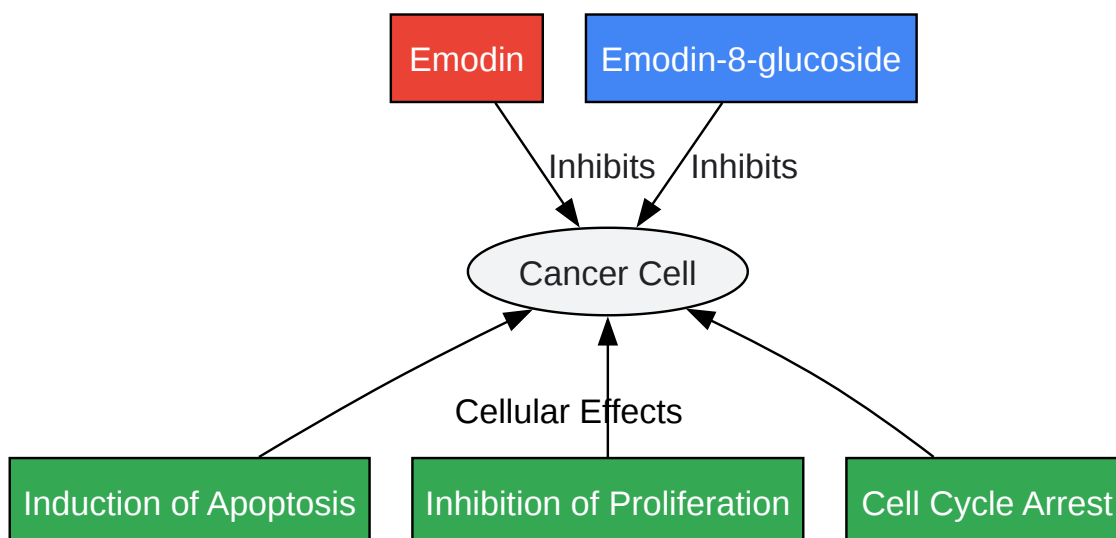 Emodin
Emodin-8-glucoside
Inhibits
Inhibits
Cancer Cell
Cellular Effects
Induction of Apoptosis
Inhibition of Proliferation
Cell Cycle Arrest